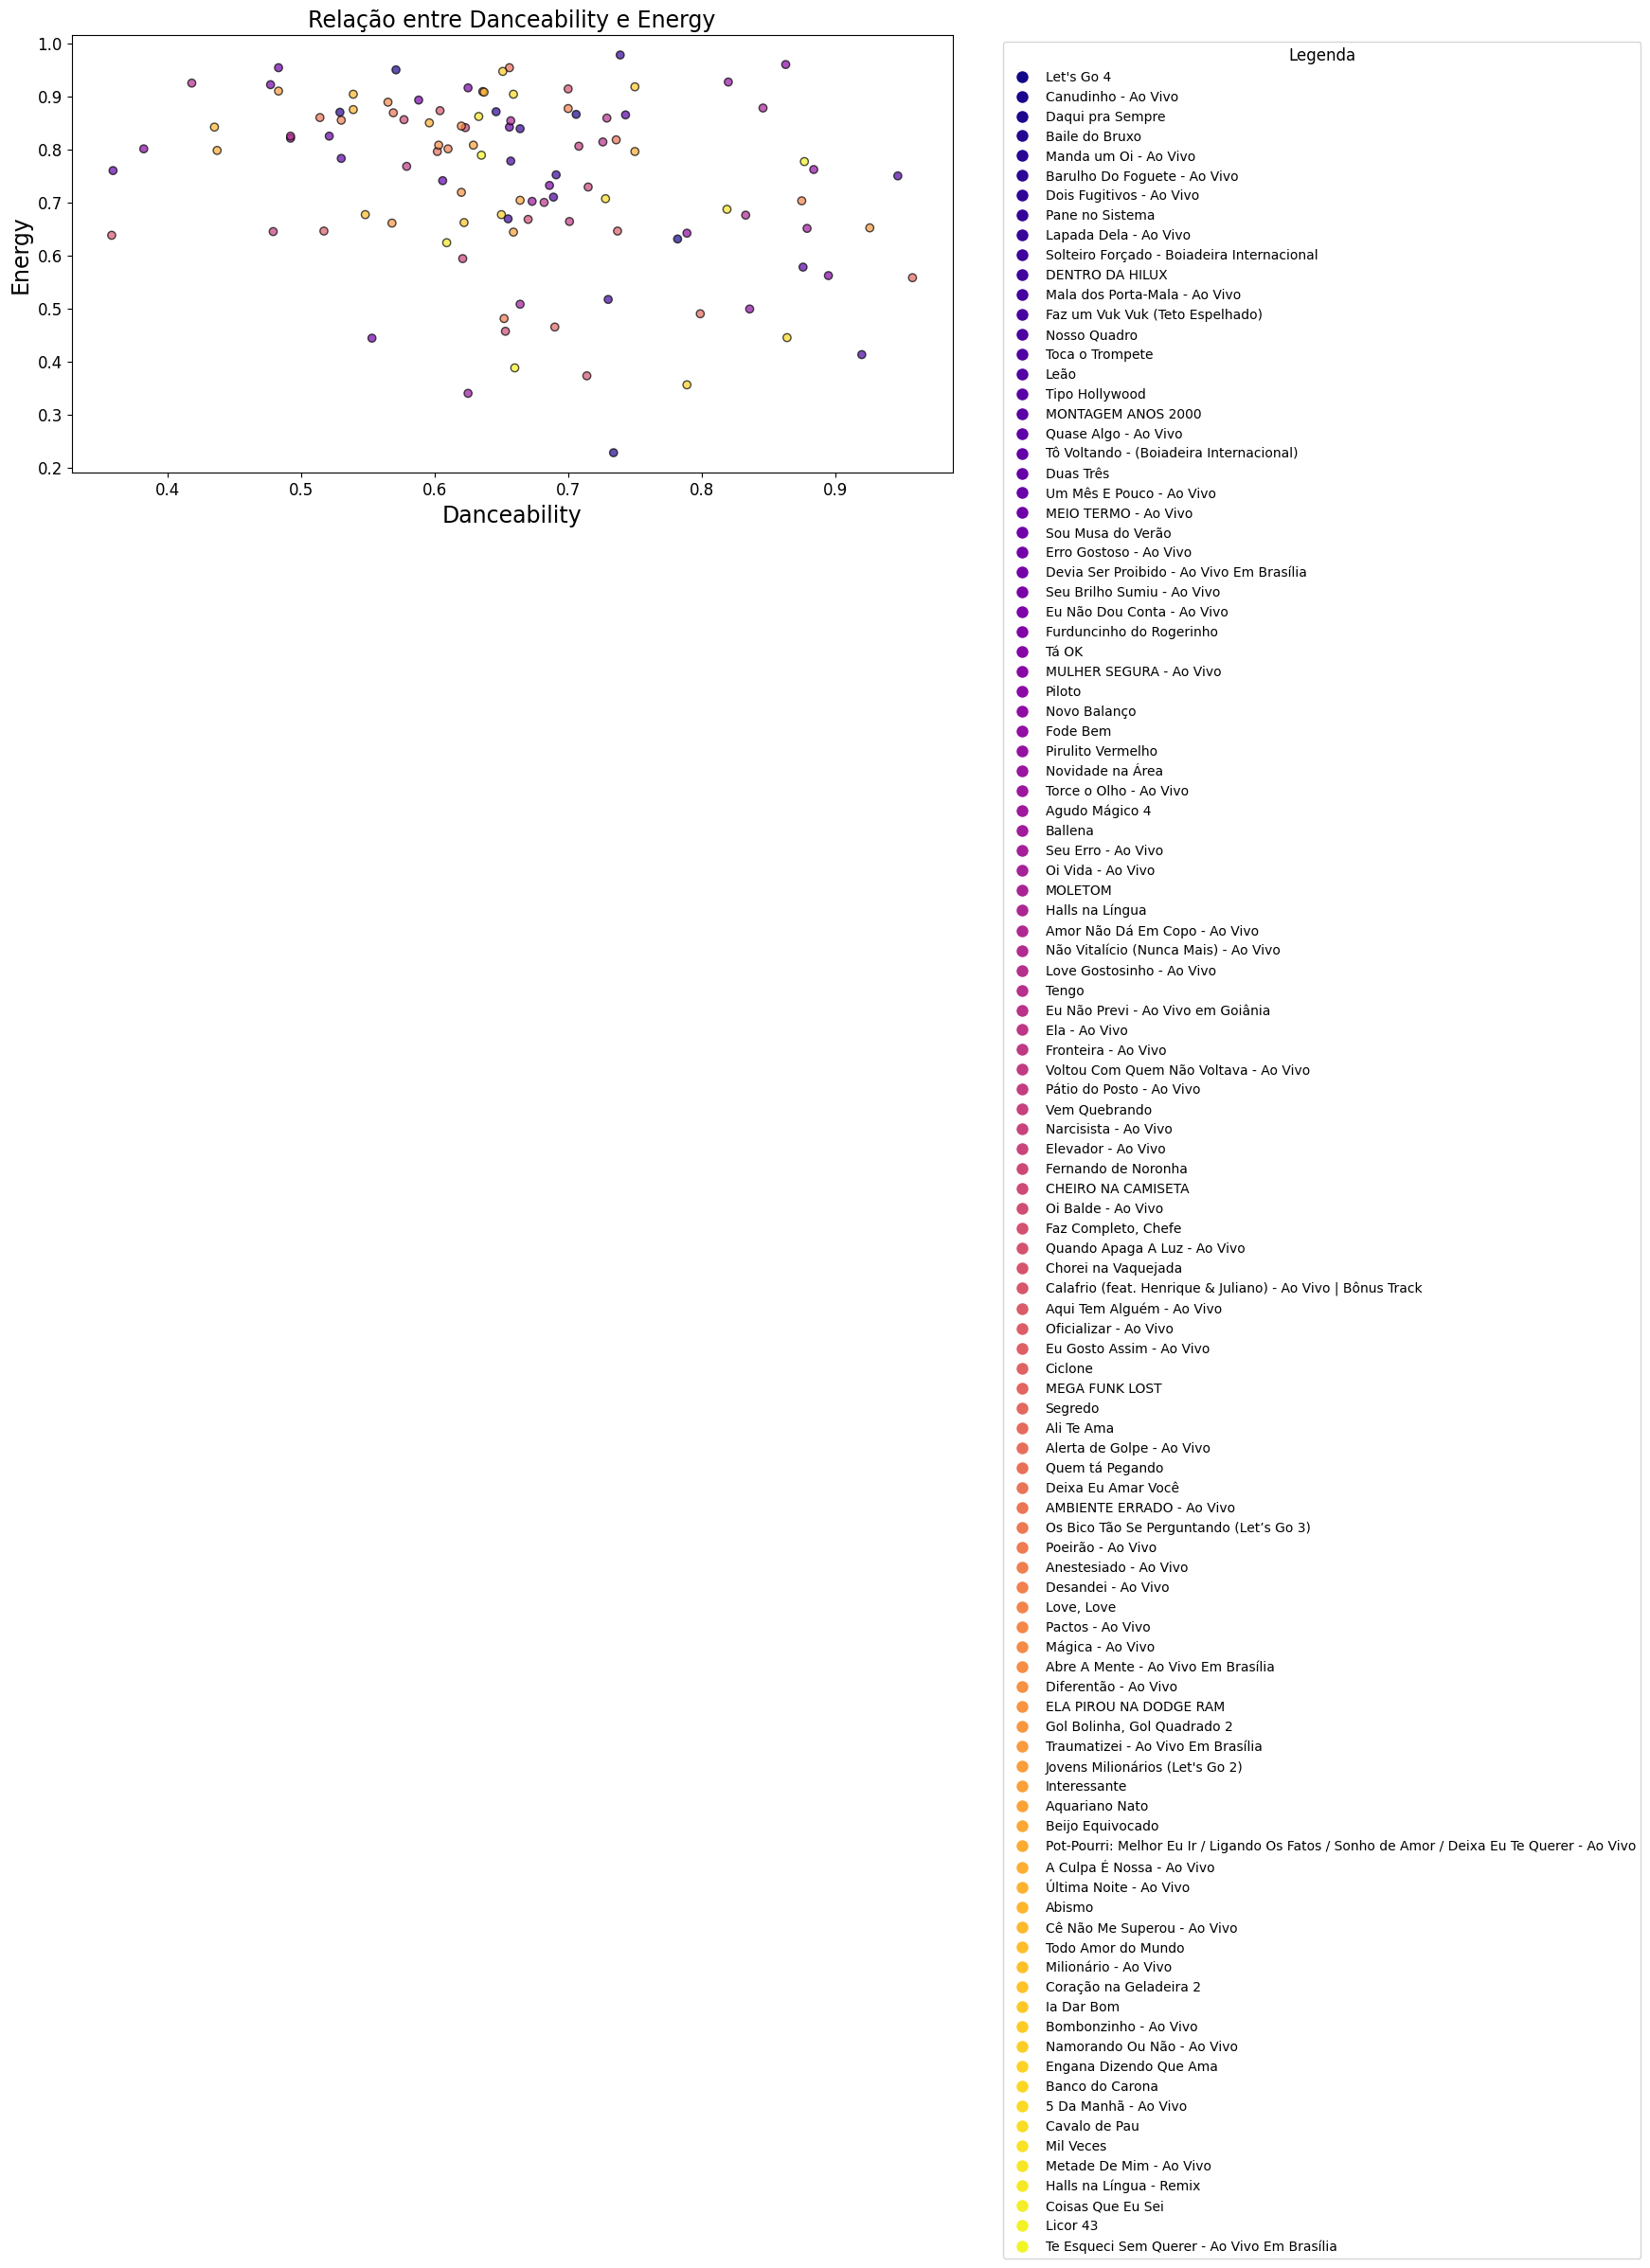 Relação entre Danceability e Energy
1.0
0.9
0.8
0.7
0.6
0.5
0.4
0.3
0.2
Energy
0.4 0.5 0.6 0.7 0.8 0.9
Danceability
Legenda
Let's Go 4
Canudinho - Ao Vivo
Daqui pra Sempre
Baile do Bruxo
Manda um Oi - Ao Vivo
Barulho Do Foguete - Ao Vivo
Dois Fugitivos - Ao Vivo
Pane no Sistema
Lapada Dela - Ao Vivo
Solteiro Forçado - Boiadeira Internacional
DENTRO DA HILUX
Mala dos Porta-Mala - Ao Vivo
Faz um Vuk Vuk (Teto Espelhado)
Nosso Quadro
Toca o Trompete
Leão
Tipo Hollywood
MONTAGEM ANOS 2000
Quase Algo - Ao Vivo
Tô Voltando - (Boiadeira Internacional)
Duas Três
Um Mês E Pouco - Ao Vivo
MEIO TERMO - Ao Vivo
Sou Musa do Verão
Erro Gostoso - Ao Vivo
Devia Ser Proibido - Ao Vivo Em Brasília
Seu Brilho Sumiu - Ao Vivo
Eu Não Dou Conta - Ao Vivo
Furduncinho do Rogerinho
Tá OK
MULHER SEGURA - Ao Vivo
Piloto
Novo Balanço
Fode Bem
Pirulito Vermelho
Novidade na Área
Torce o Olho - Ao Vivo
Agudo Mágico 4
Ballena
Seu Erro - Ao Vivo
Oi Vida - Ao Vivo
MOLETOM
Halls na Língua
Amor Não Dá Em Copo - Ao Vivo
Não Vitalício (Nunca Mais) - Ao Vivo
Love Gostosinho - Ao Vivo
Tengo
Eu Não Previ - Ao Vivo em Goiânia
Ela - Ao Vivo
Fronteira - Ao Vivo
Voltou Com Quem Não Voltava - Ao Vivo
Pátio do Posto - Ao Vivo
Vem Quebrando
Narcisista - Ao Vivo
Elevador - Ao Vivo
Fernando de Noronha
CHEIRO NA CAMISETA
Oi Balde - Ao Vivo
Faz Completo, Chefe
Quando Apaga A Luz - Ao Vivo
Chorei na Vaquejada
Calafrio (feat. Henrique & Juliano) - Ao Vivo | Bônus Track
Aqui Tem Alguém - Ao Vivo
Oficializar - Ao Vivo
Eu Gosto Assim - Ao Vivo
Ciclone
MEGA FUNK LOST
Segredo
Ali Te Ama
Alerta de Golpe - Ao Vivo
Quem tá Pegando
Deixa Eu Amar Você
AMBIENTE ERRADO - Ao Vivo
Os Bico Tão Se Perguntando (Let’s Go 3)
Poeirão - Ao Vivo
Anestesiado - Ao Vivo
Desandei - Ao Vivo
Love, Love
Pactos - Ao Vivo
Mágica - Ao Vivo
Abre A Mente - Ao Vivo Em Brasília
Diferentão - Ao Vivo
ELA PIROU NA DODGE RAM
Gol Bolinha, Gol Quadrado 2
Traumatizei - Ao Vivo Em Brasília
Jovens Milionários (Let's Go 2)
Interessante
Aquariano Nato
Beijo Equivocado
Pot-Pourri: Melhor Eu Ir / Ligando Os Fatos / Sonho de Amor / Deixa Eu Te Querer - Ao Vivo
A Culpa É Nossa - Ao Vivo
Última Noite - Ao Vivo
Abismo
Cê Não Me Superou - Ao Vivo
Todo Amor do Mundo
Milionário - Ao Vivo
Coração na Geladeira 2
Ia Dar Bom
Bombonzinho - Ao Vivo
Namorando Ou Não - Ao Vivo
Engana Dizendo Que Ama
Banco do Carona
5 Da Manhã - Ao Vivo
Cavalo de Pau
Mil Veces
Metade De Mim - Ao Vivo
Halls na Língua - Remix
Coisas Que Eu Sei
Licor 43
Te Esqueci Sem Querer - Ao Vivo Em Brasília